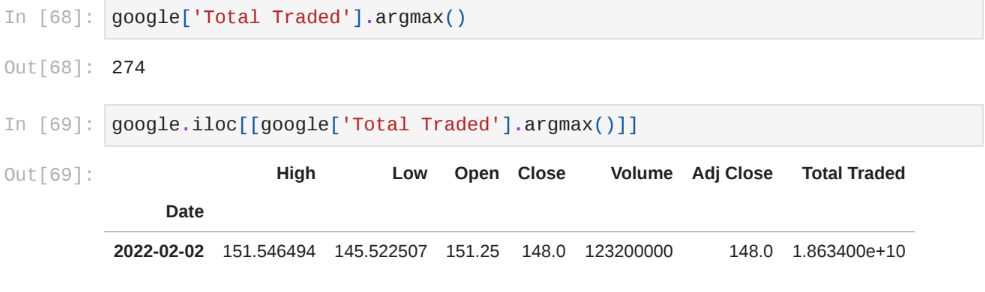 In [68]: google['Total Traded'].argmax()
Out[68]: 274
In [69]: google.iloc[[google['Total Traded'].argmax()]]
Out[69]:
High Low Open Close Volume Adj Close Total Traded
Date
2022-02-02 151.546494 145.522507 151.25 148.0 123200000 148.0 1.863400e+10